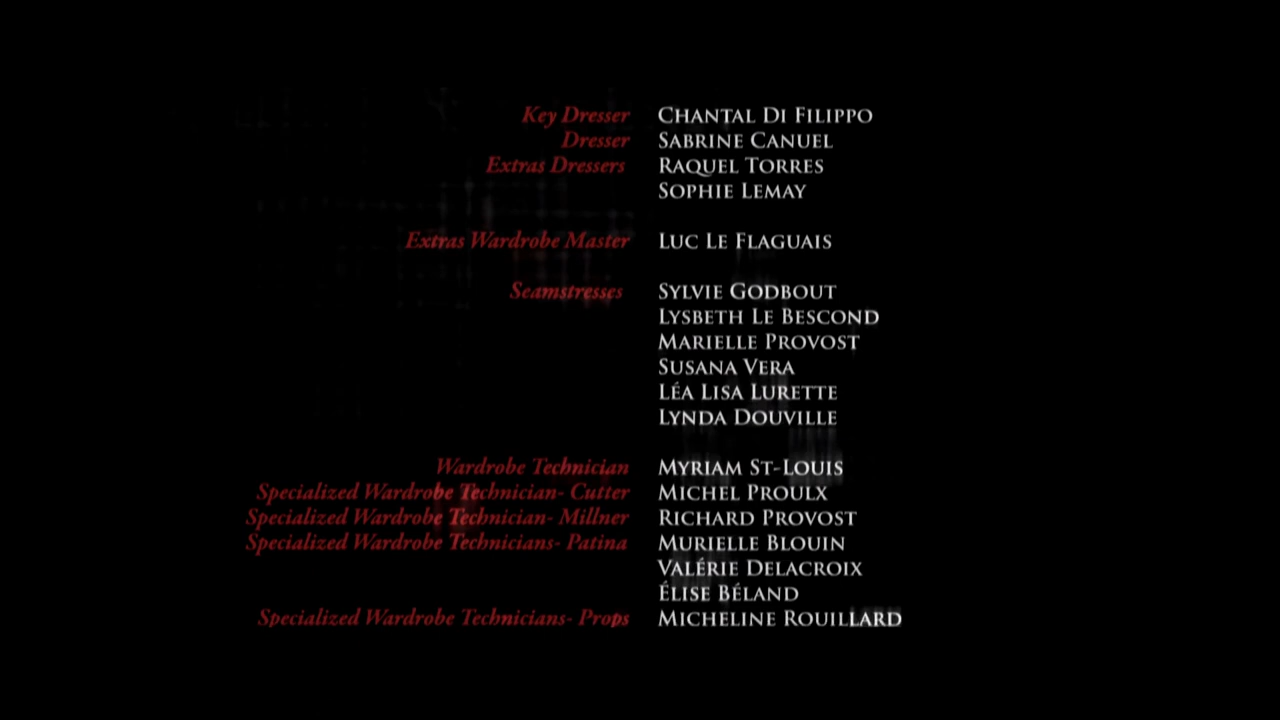 Key Dresser CHANTAL DI FILIPPO
Dresser SABRINE CANUEL
Extras Dressers RAQUEL TORRES
SOPHIE LEMAY
Extras Wardrobe Master LUC LE FLAGUAIS
Seamstresses SYLVIE GODBOUT
LYSBETH LE BESCOND
MARIELLE PROVOST
SUSANA VERA
LÉA LISA LURETTE
LYNDA DOUVILLE
Wardrobe Technician MYRIAM ST-LOUIS
Specialized Wardrobe Technician- Cutter MICHEL PROULX
Specialized Wardrobe Technician- Millner RICHARD PROVOST
Specialized Wardrobe Technicians- Patina MURIELLE BLOUIN
VALÉRIE DELACROIX
ÉLISE BÉLAND
Specialized Wardrobe Technicians- Props MICHELINE ROUILLARD